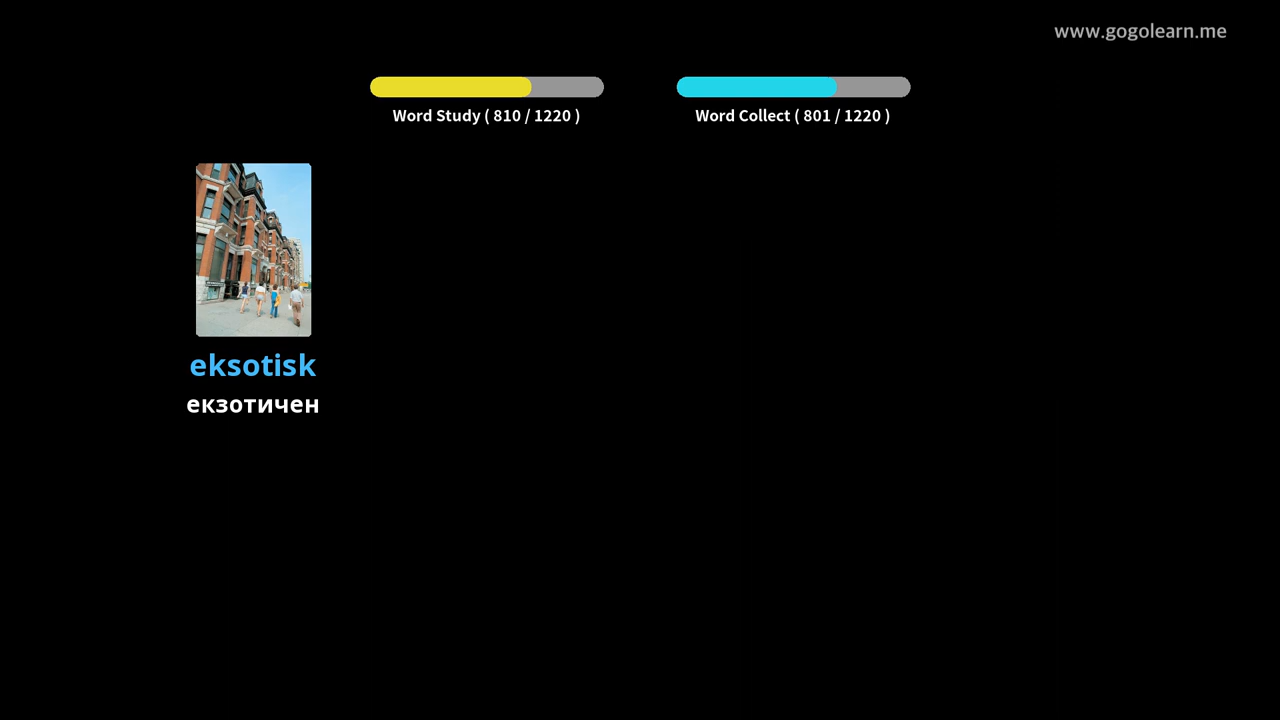 www.gogolearn.me
Word Study ( 810 / 1220 )
Word Collect ( 801 / 1220 )
eksotisk
екзотичен